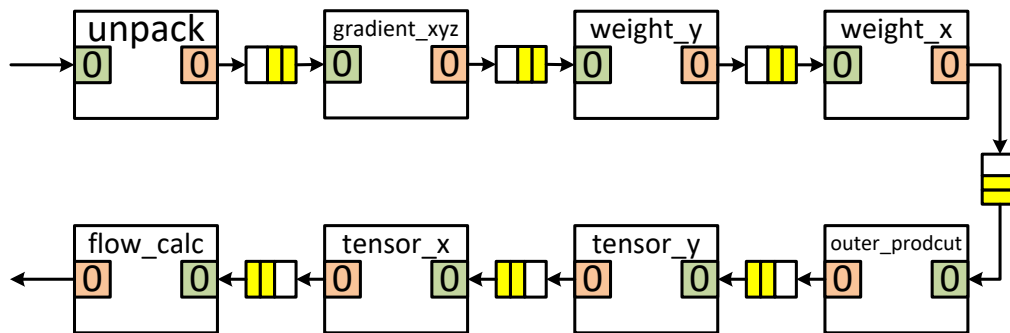 unpack
0 0
gradient_xyz
0 0
weight_y
0 0
weight_x
0 0
flow_calc
0 0
tensor_x
0 0
tensor_y
0 0
outer_prodcut
0 0